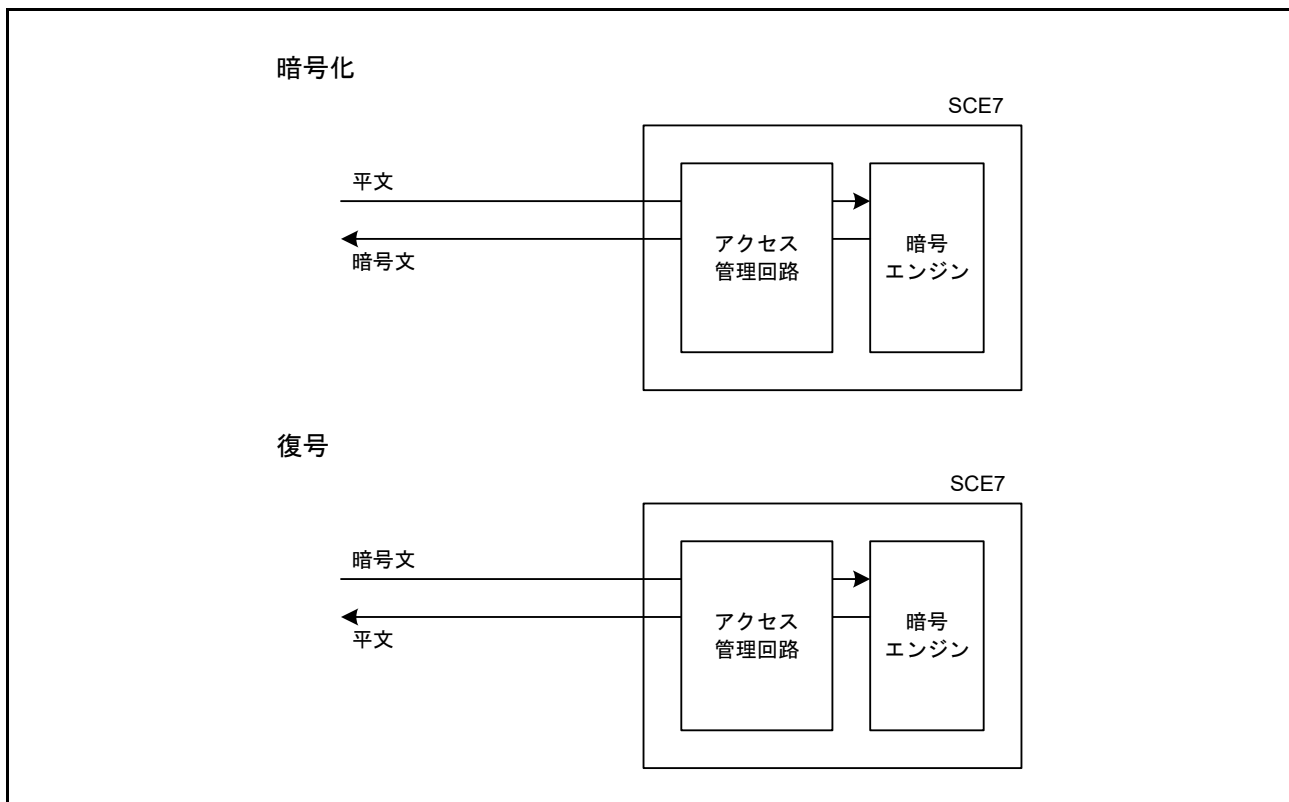 暗号化
SCE7
平文
暗号文
アクセス
管理回路
暗号
エンジン
復号
SCE7
暗号文
平文
アクセス
管理回路
暗号
エンジン